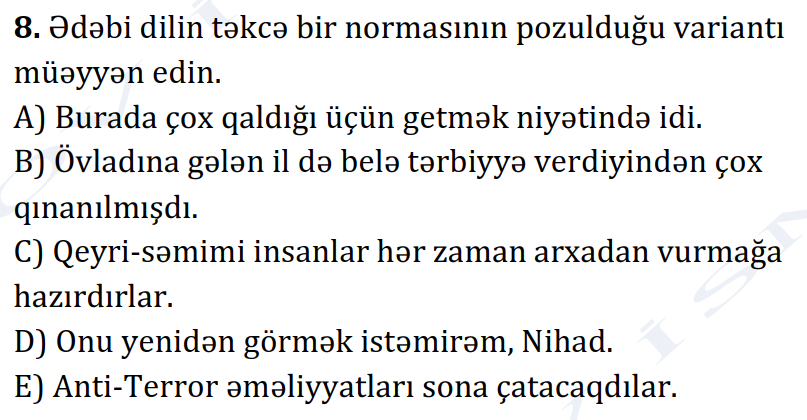 8. Ədəbi dilin təkcə bir normasının pozulduğu variantı
müəyyən edin.
A) Burada çox qaldığı üçün getmək niyətində idi.
B) Övladına gələn il də belə tərbiyyə verdiyindən çox
qınanılmışdı.
C) Qeyri-səmimi insanlar hər zaman arxadan vurmağa
hazırdırlar.
D) Onu yenidən görmək istəmirəm, Nihad.
E) Anti-Terror əməliyyatları sona çatacaqdılar.